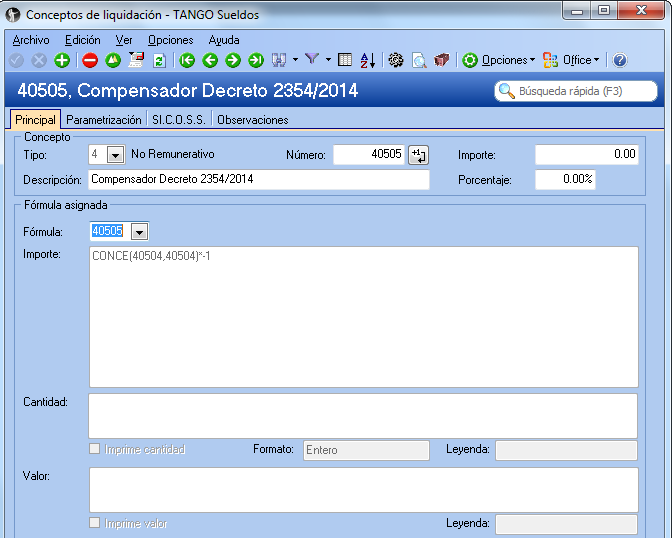 Conceptos de liquidación - TANGO Sueldos
Archivo Edición Ver Opciones Ayuda
Opciones Office
40505, Compensador Decreto 2354/2014
Búsqueda rápida (F3)
Principal Parametrización SI.C.O.S.S. Observaciones
Concepto
Tipo: 4 No Remunerativo Número: 40505 +1 Importe: 0.00
Descripción: Compensador Decreto 2354/2014 Porcentaje: 0.00%
Fórmula asignada
Fórmula: 40505
Importe: CONCE(40504,40504)*-1
Cantidad:
Imprime cantidad Formato: Entero Leyenda:
Valor:
Imprime valor Leyenda: